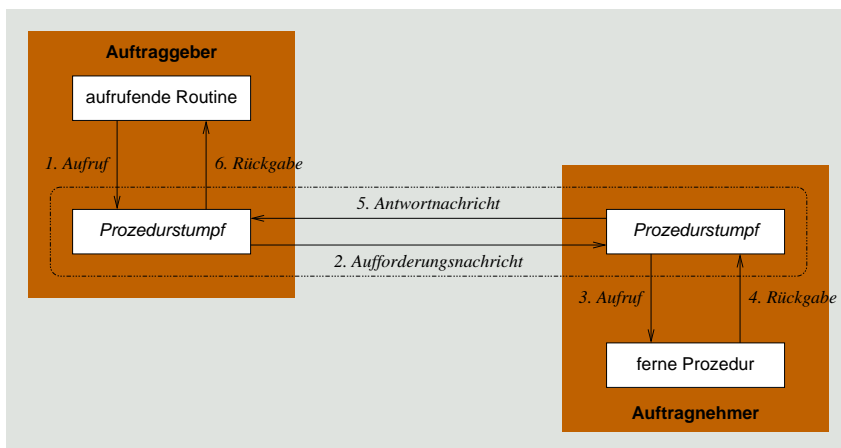 Auftraggeber
aufrufende Routine
1. Aufruf
6. Rückgabe
5. Antwortnachricht
Prozedurstumpf
Prozedurstumpf
2. Aufforderungsnachricht
3. Aufruf
4. Rückgabe
ferne Prozedur
Auftragnehmer